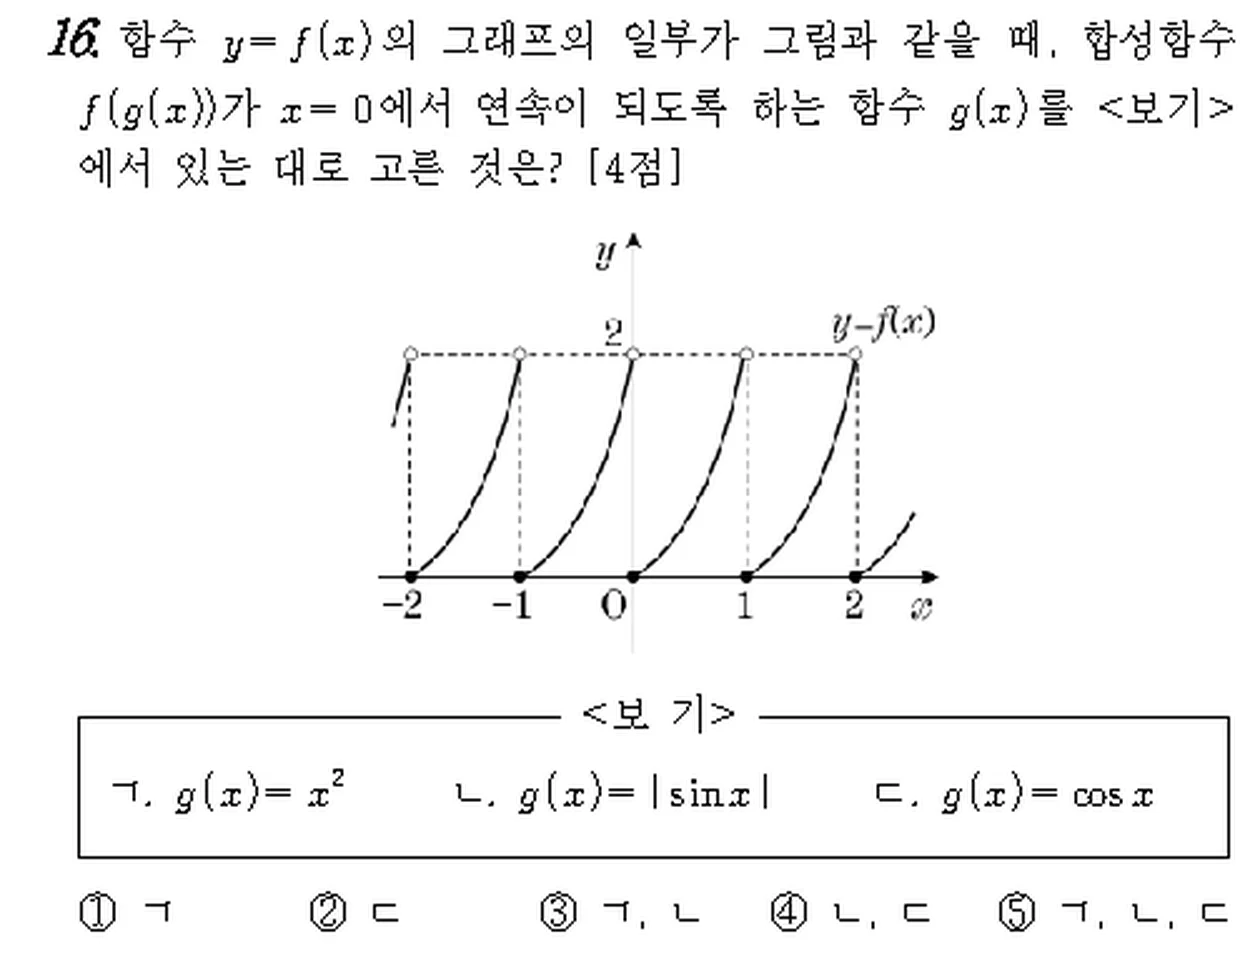 16. 함수 y = f(x)의 그래프의 일부가 그림과 같을 때, 합성함수
f(g(x))가 x = 0에서 연속이 되도록 하는 함수 g(x)를 <보기>
에서 있는 대로 고른 것은? [4점]
y
2
y=f(x)
-2 -1 O 1 2 x
<보 기>
ㄱ. g(x) = x² ㄴ. g(x) = |sin x| ㄷ. g(x) = cos x
① ㄱ ② ㄷ ③ ㄱ, ㄴ ④ ㄴ, ㄷ ⑤ ㄱ, ㄴ, ㄷ